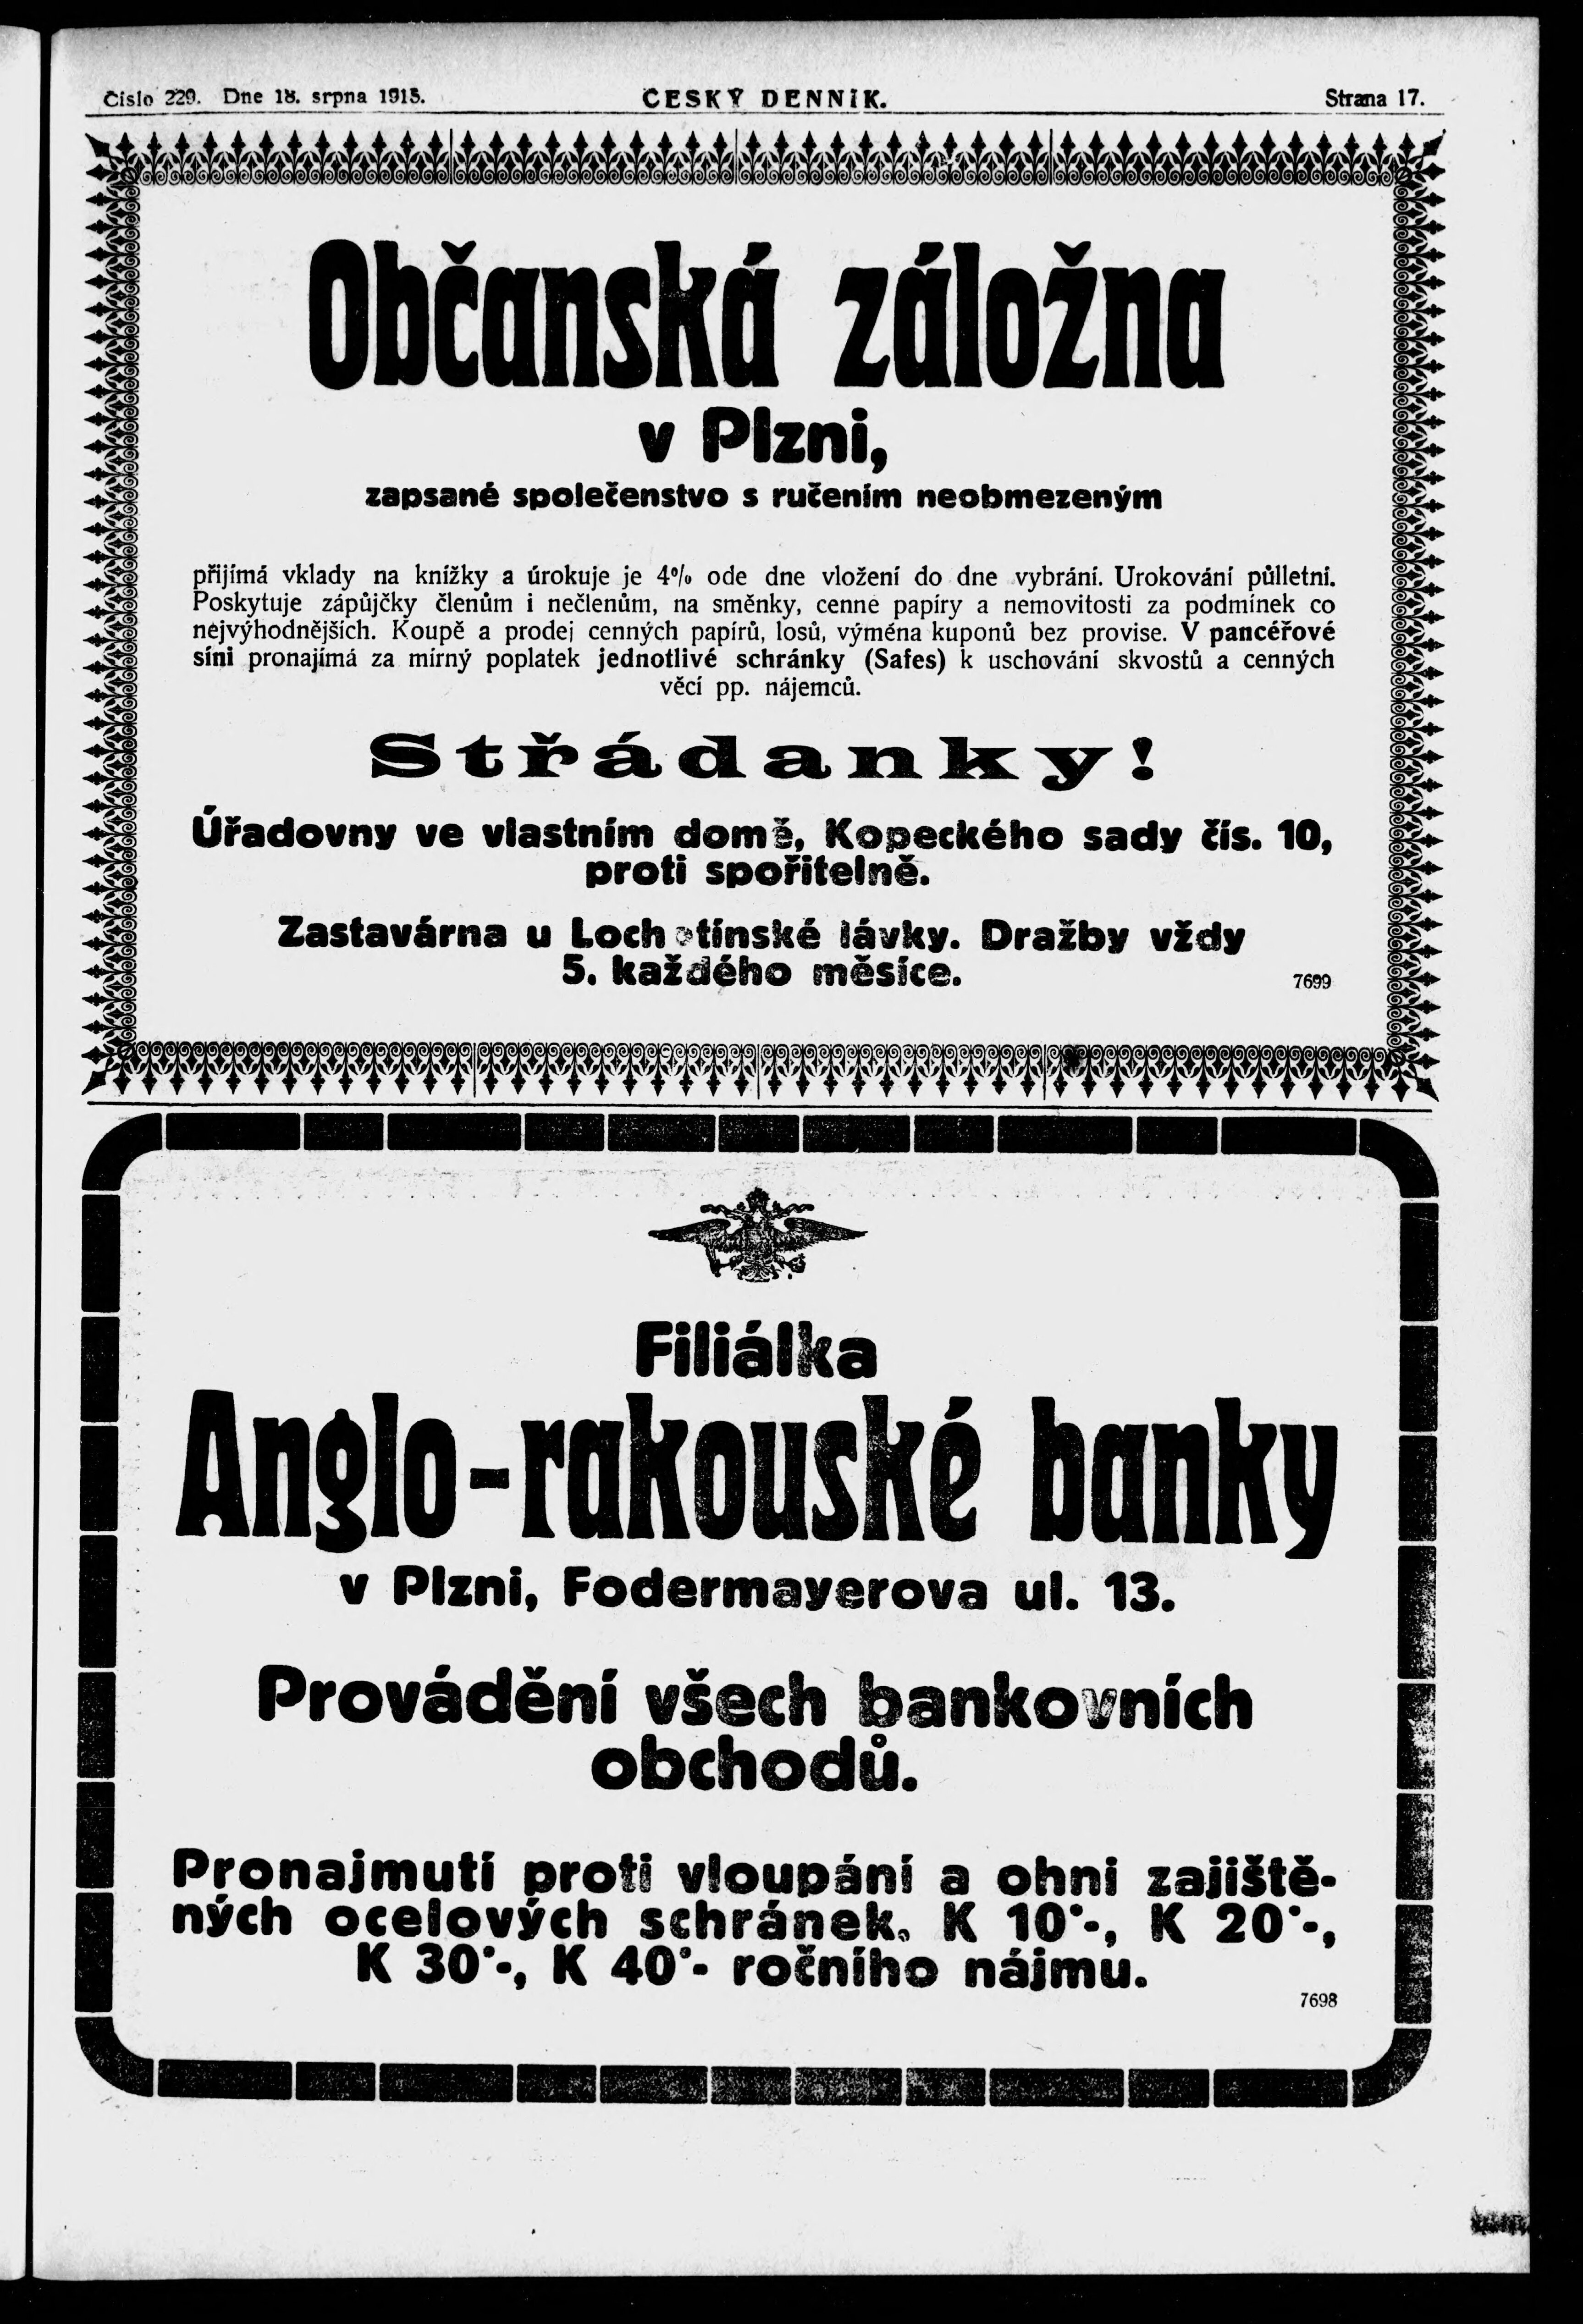 Číslo 229. Dne 18. srpna 1915.
ČESKÝ DENNÍK.
Strana 17.
Občanská záložna
v Plzni,
zapsané společenstvo s ručením neobmezeným
přijímá vklady na knížky a úrokuje je 4% ode dne vložení do dne vybrání. Urokování půlletní.
Poskytuje zápůjčky členům i nečlenům, na směnky, cenné papíry a nemovitosti za podmínek co
nejvýhodnějších. Koupě a prodej cenných papírů, losů, výměna kuponů bez provise. V pancéřové
síni pronajímá za mírný poplatek jednotlivé schránky (Safes) k uschování skvostů a cenných
věcí pp. nájemců.
Střádanky!
Úřadovny ve vlastním domě, Kopeckého sady čís. 10,
proti spořitelně.
Zastavárna u Lochotínské lávky. Dražby vždy
5. každého měsíce.
7699
Filiálka
Anglo-rakouské banky
v Plzni, Fodermayerova ul. 13.
Provádění všech bankovních
obchodů.
Pronajmutí proti vloupání a ohni zajiště-
ných ocelových schránek. K 10·-, K 20·-,
K 30·-, K 40·- ročního nájmu.
7698